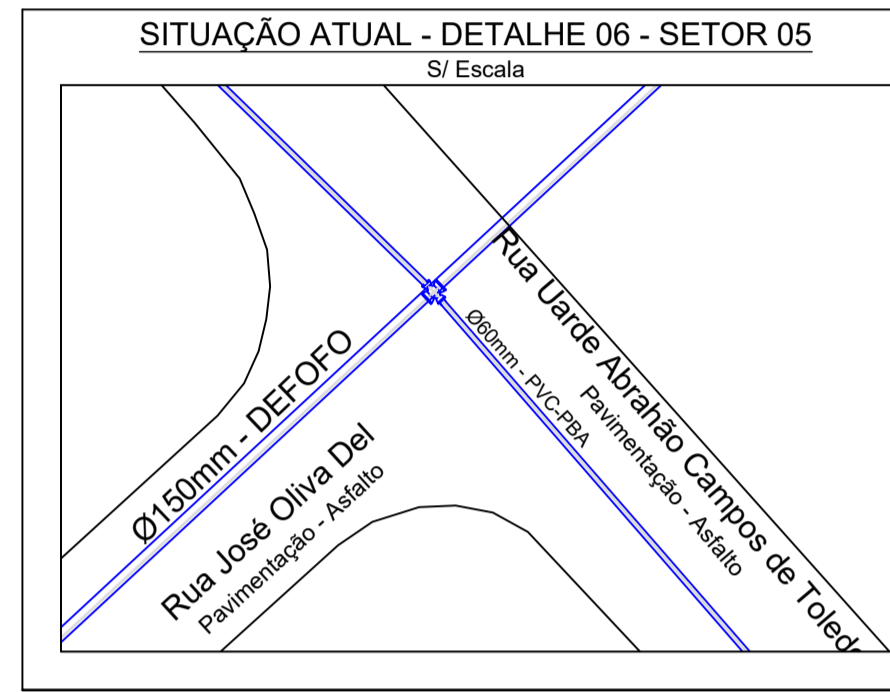 SITUAÇÃO ATUAL - DETALHE 06 - SETOR 05
S/ Escala
Rua Uarde Abrahão Campos de Toledo
Pavimentação - Asfalto
Ø60mm - PVC-PBA
Ø150mm - DEFOFO
Rua José Oliva Del
Pavimentação - Asfalto